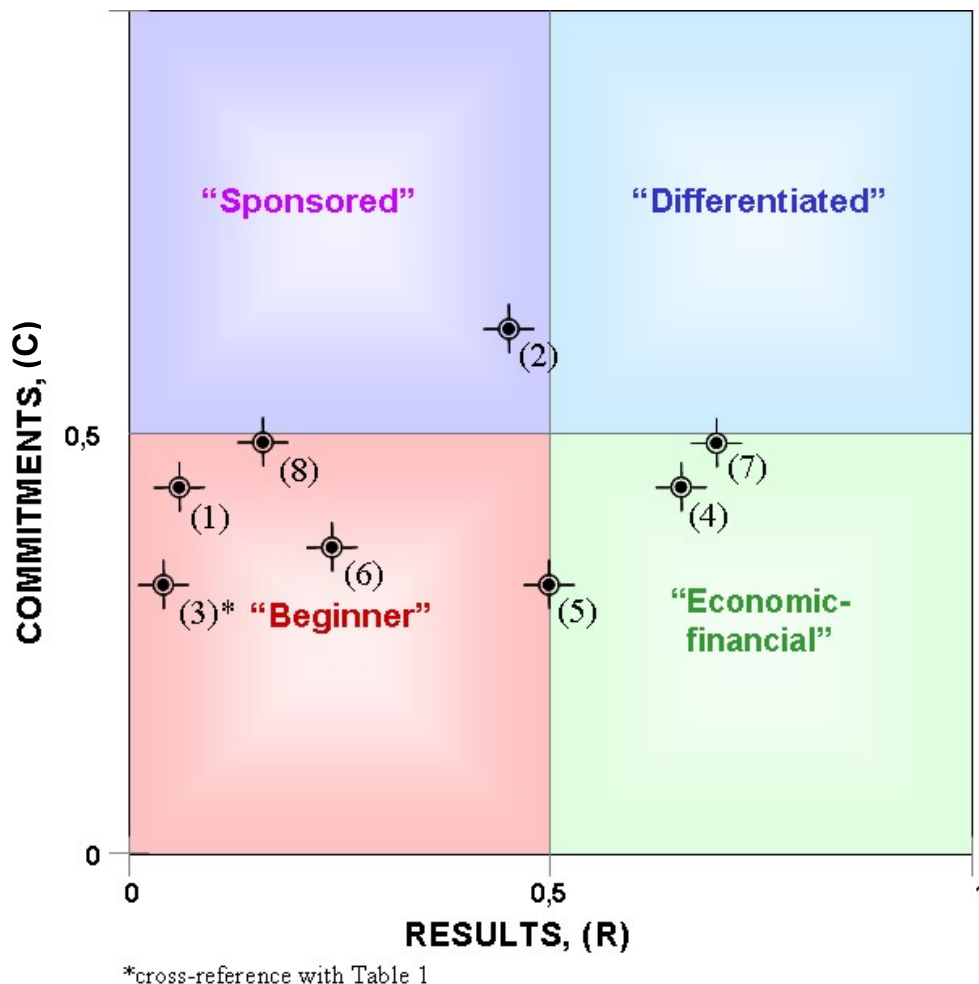 “Sponsored”
“Differentiated”
COMMITMENTS, (C)
(2)
0,5
(8)
(7)
(1)
(4)
(6)
(3)*
“Beginner”
(5)
“Economic-
financial”
0
0
0,5
1
RESULTS, (R)
*cross-reference with Table 1